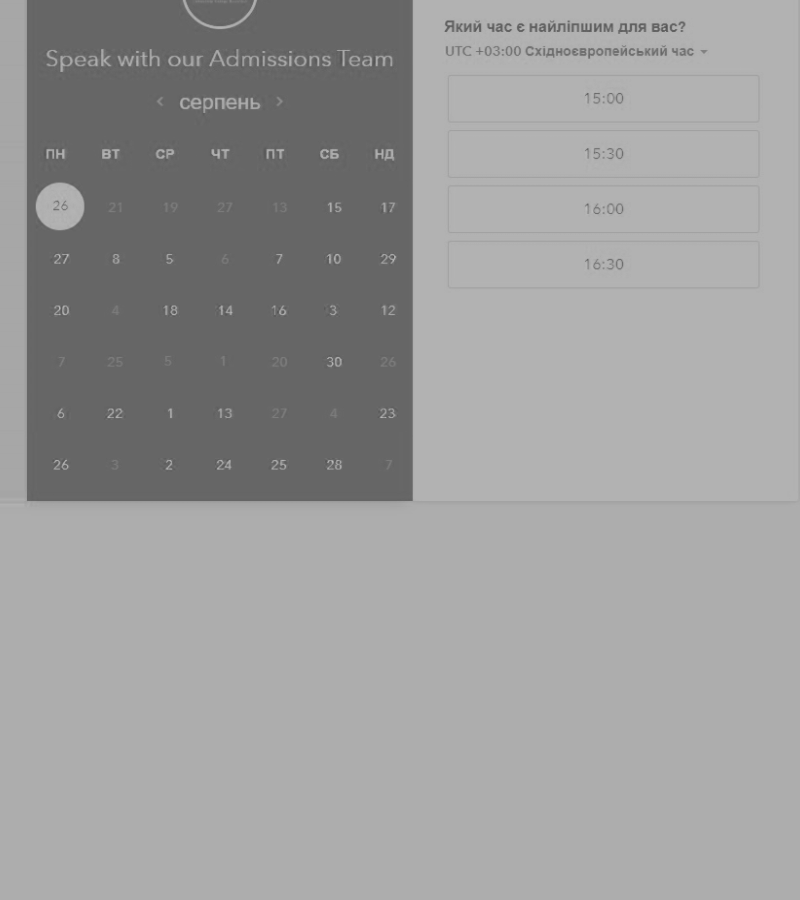 Speak with our Admissions Team
серпень
ПН ВТ СР ЧТ ПТ СБ НД
26 21 19 27 13 15 17
27 8 5 6 7 10 29
20 4 18 14 16 3 12
7 25 5 1 20 30 26
6 22 1 13 27 4 23
26 3 2 24 25 28 7
Який час є найліпшим для вас?
UTC +03:00 Східноєвропейський час
15:00
15:30
16:00
16:30